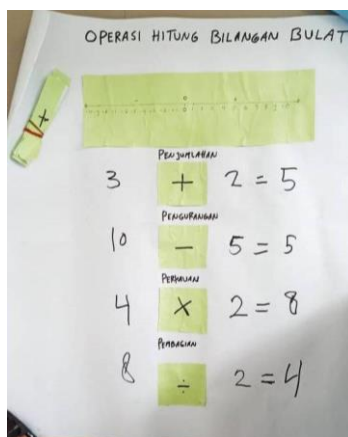 OPERASI HITUNG BILANGAN BULAT
+
0
PENJUMLAHAN
3 + 2 = 5
PENGURANGAN
10 - 5 = 5
PERKALIAN
4 × 2 = 8
PEMBAGIAN
8 ÷ 2 = 4